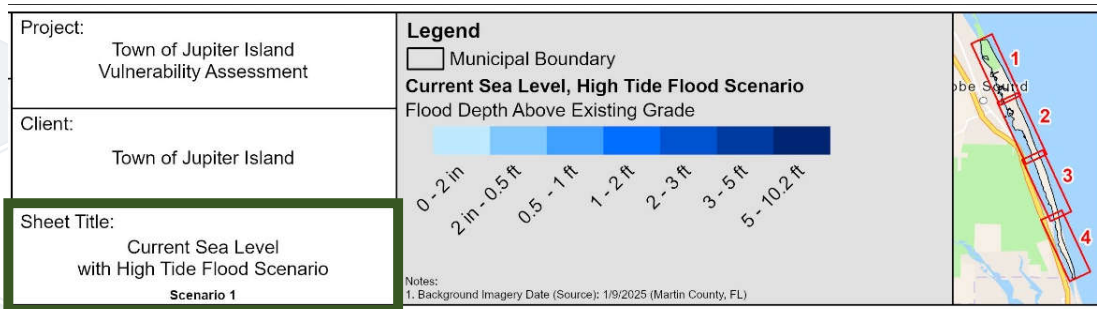 Project:
Town of Jupiter Island
Vulnerability Assessment
Client:
Town of Jupiter Island
Sheet Title:
Current Sea Level
with High Tide Flood Scenario
Scenario 1
Legend
Municipal Boundary
Current Sea Level, High Tide Flood Scenario
Flood Depth Above Existing Grade
0 - 2 in
2 in - 0.5 ft
0.5 - 1 ft
1 - 2 ft
2 - 3 ft
3 - 5 ft
5 - 10.2 ft
Notes:
1. Background Imagery Date (Source): 1/9/2025 (Martin County, FL)
1
obe Sound
2
3
4